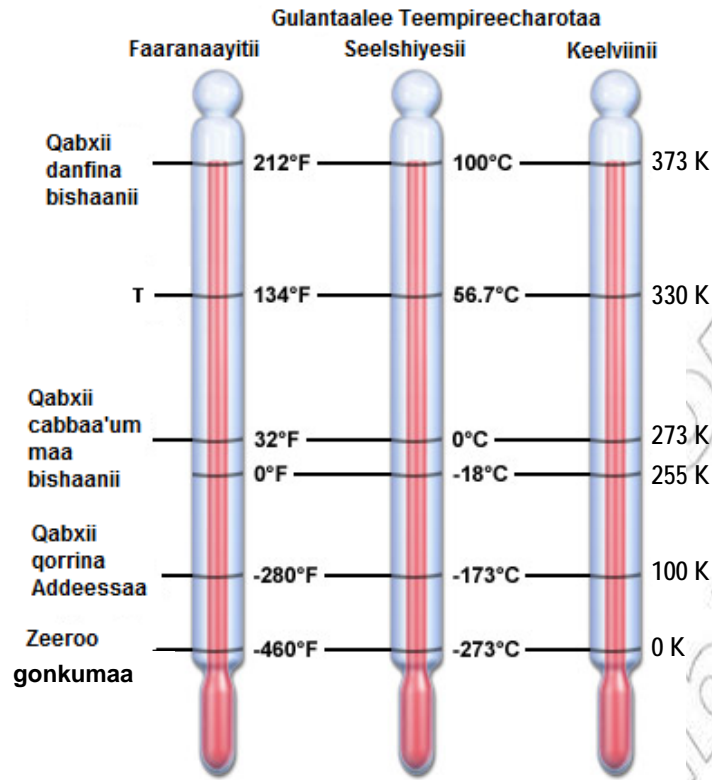 Gulantaalee Teempireecharotaa
Faaranaayitii Seelshiyesii Keelviinii
Qabxii
danfina
bishaanii
212°F 100°C 373 K
T 134°F 56.7°C 330 K
Qabxii
cabbaa'um
maa
bishaanii
32°F 0°C 273 K
0°F -18°C 255 K
Qabxii
qorrina
Addeessaa
-280°F -173°C 100 K
Zeeroo
gonkumaa
-460°F -273°C 0 K